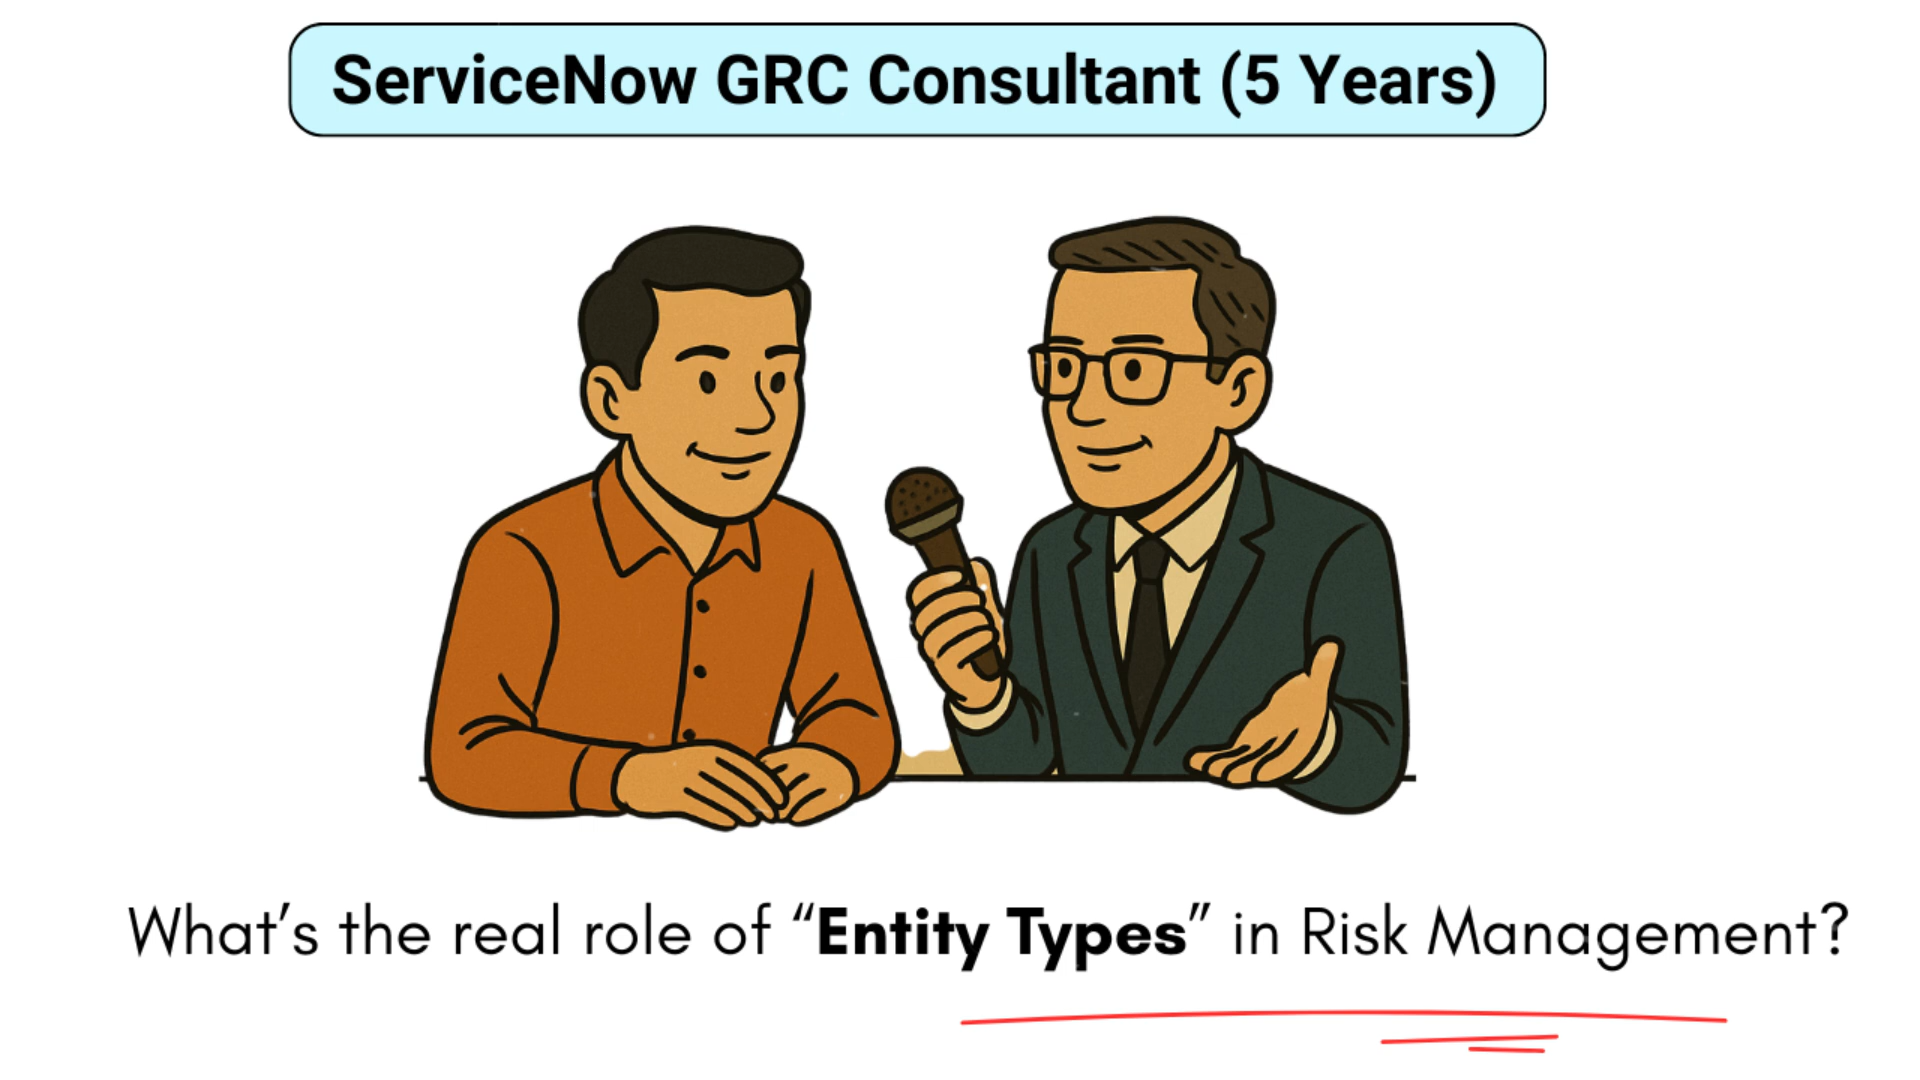 ServiceNow GRC Consultant (5 Years)
What’s the real role of “Entity Types” in Risk Management?